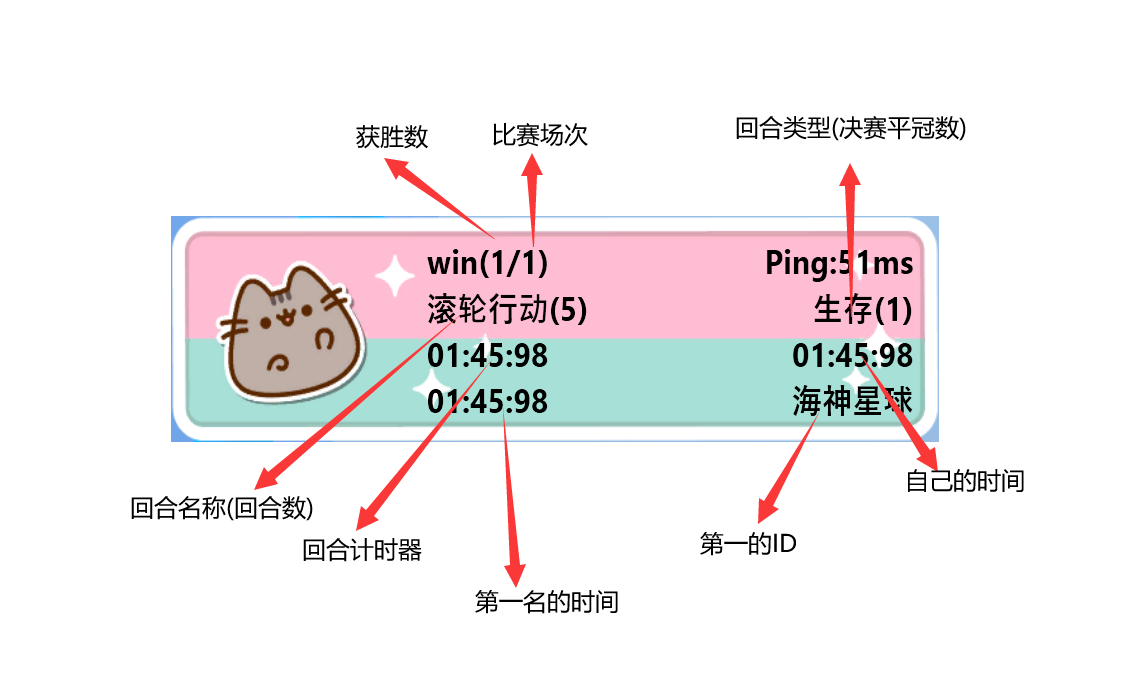 获胜数
比赛场次
回合类型(决赛平冠数)
win(1/1)
Ping:51ms
滚轮行动(5)
生存(1)
01:45:98
01:45:98
01:45:98
海神星球
自己的时间
回合名称(回合数)
回合计时器
第一的ID
第一名的时间